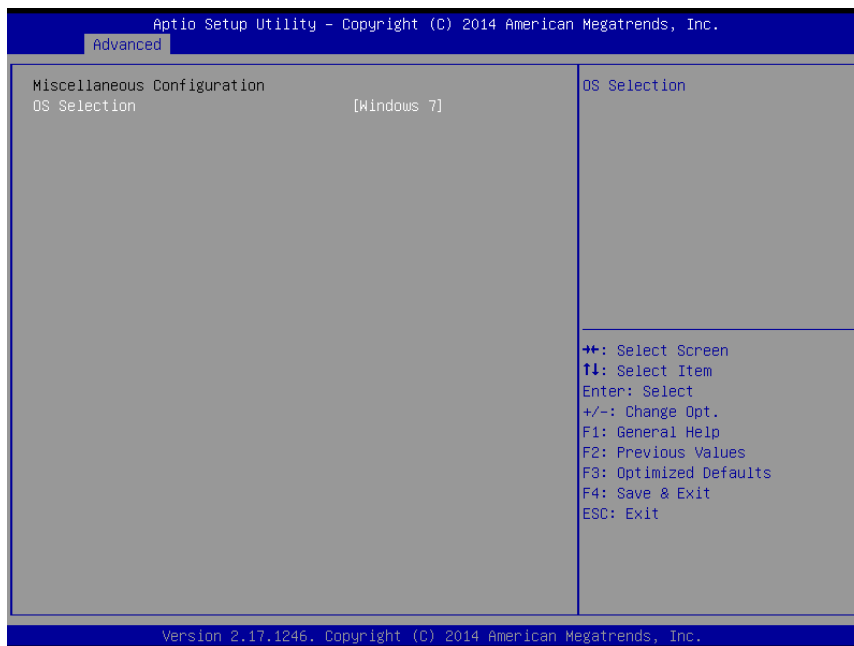 Aptio Setup Utility – Copyright (C) 2014 American Megatrends, Inc.
Advanced
Miscellaneous Configuration
OS Selection [Windows 7]
OS Selection
→←: Select Screen
↑↓: Select Item
Enter: Select
+/-: Change Opt.
F1: General Help
F2: Previous Values
F3: Optimized Defaults
F4: Save & Exit
ESC: Exit
Version 2.17.1246. Copyright (C) 2014 American Megatrends, Inc.